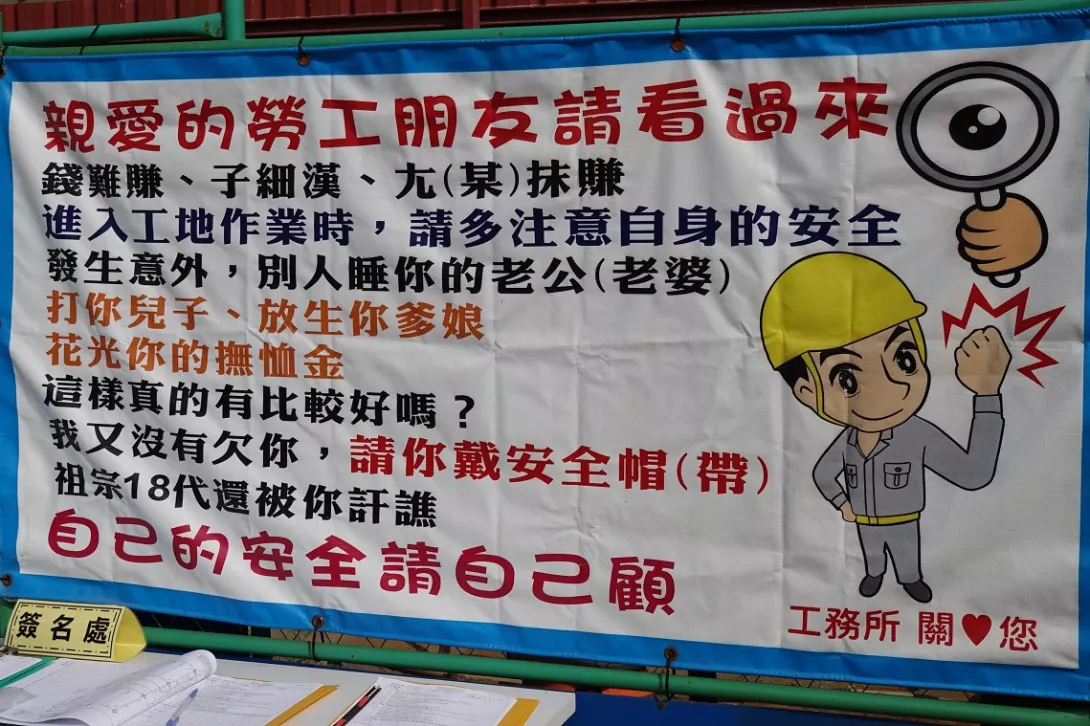 親愛的勞工朋友請看過來
錢難賺、子細漢、尢(某)抹賺
進入工地作業時，請多注意自身的安全
發生意外，別人睡你的老公(老婆)
打你兒子、放生你爹娘
花光你的撫恤金
這樣真的有比較好嗎？
我又沒有欠你，請你戴安全帽(帶)
祖宗18代還被你訐譙
自己的安全請自己顧
工務所 關♥您
簽名處